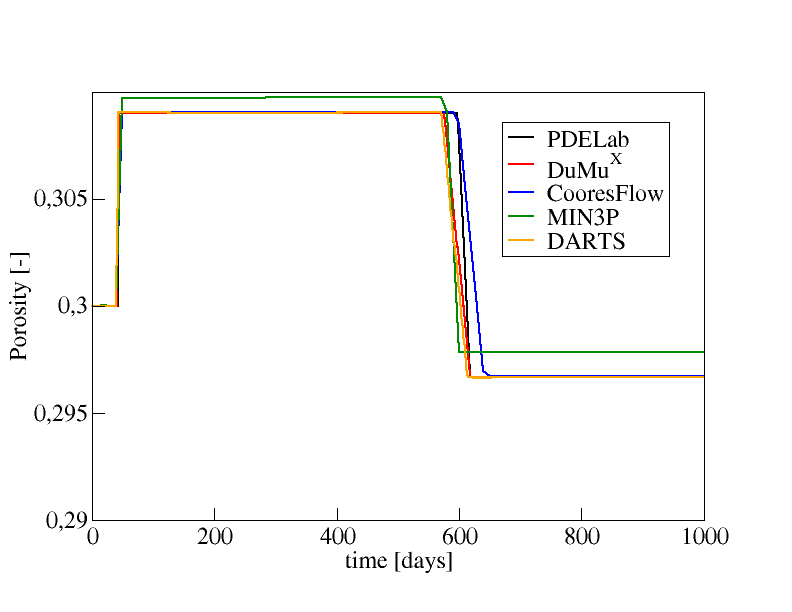 PDELab
DuMuX
CooresFlow
MIN3P
DARTS
0,305
0,3
0,295
0,29
Porosity [-]
0 200 400 600 800 1000
time [days]